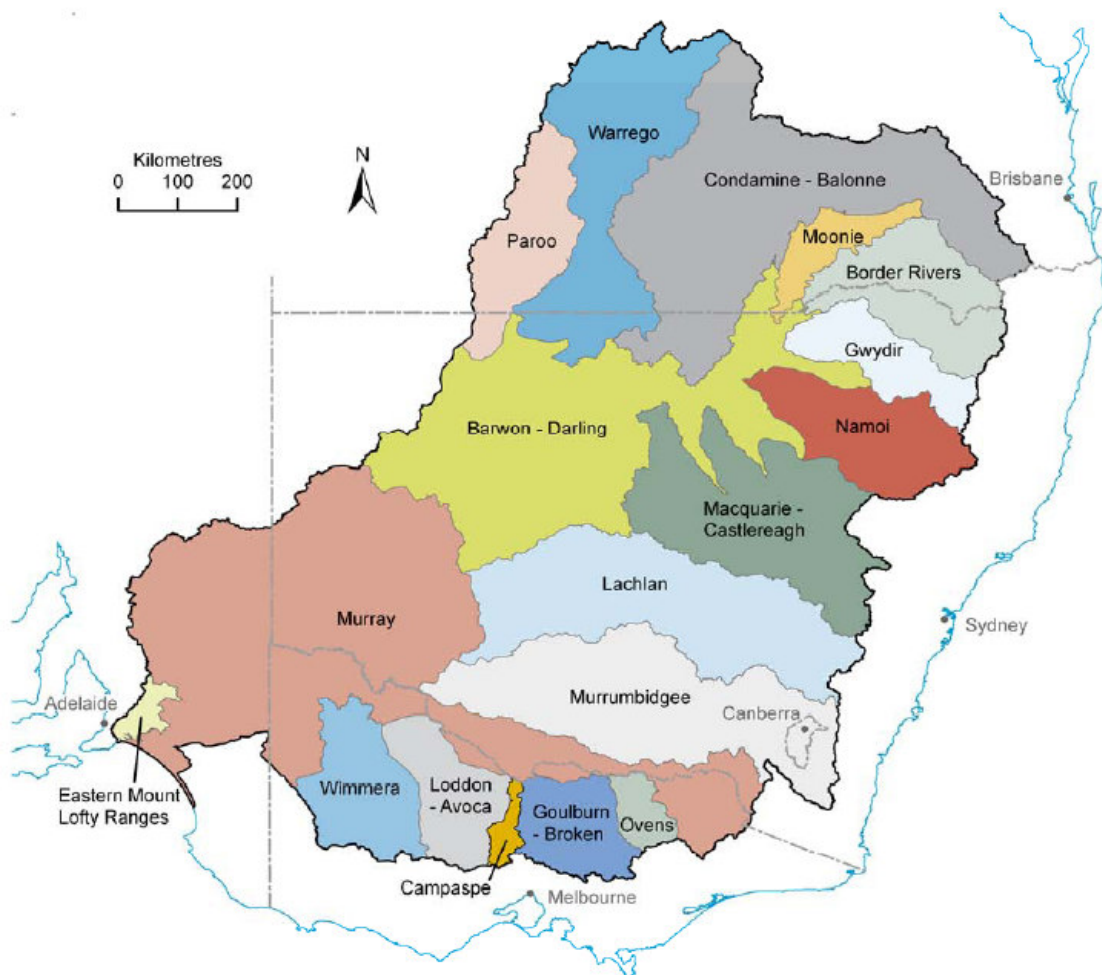 Warrego
Kilometres
0 100 200
N
Condamine - Balonne
Brisbane
Paroo
Moonie
Border Rivers
Gwydir
Barwon - Darling
Namoi
Macquarie -
Castlereagh
Lachlan
Murray
Sydney
Murrumbidgee
Adelaide
Canberra
Eastern Mount
Lofty Ranges
Wimmera
Loddon
- Avoca
Goulburn
- Broken
Ovens
Campaspe
Melbourne